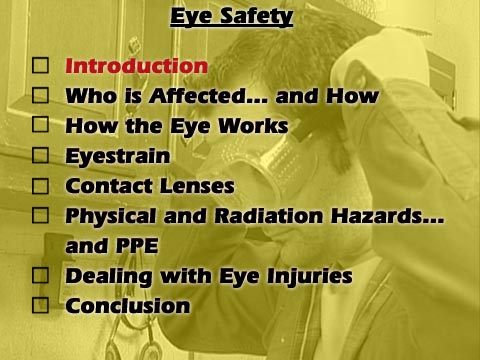 Eye Safety
Introduction
Who is Affected... and How
How the Eye Works
Eyestrain
Contact Lenses
Physical and Radiation Hazards...
and PPE
Dealing with Eye Injuries
Conclusion